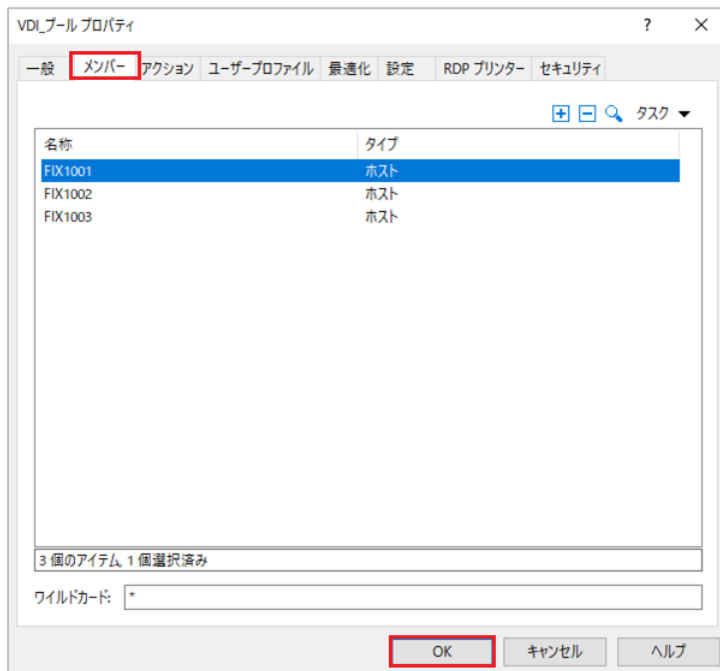 VDI_プール プロパティ ? ×
一般 メンバー アクション ユーザープロファイル 最適化 設定 RDP プリンター セキュリティ
タスク
名称 タイプ
FIX1001 ホスト
FIX1002 ホスト
FIX1003 ホスト
3 個のアイテム, 1 個選択済み
ワイルドカード: *
OK キャンセル ヘルプ